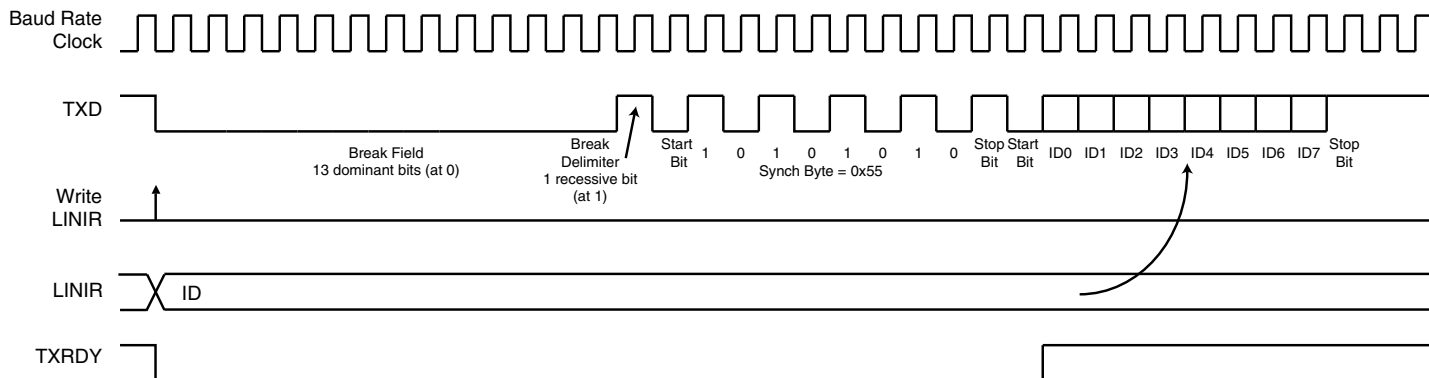 Baud Rate
Clock
TXD
Break Field
13 dominant bits (at 0)
Break
Delimiter
1 recessive bit
(at 1)
Start
Bit
1 0 1 0 1 0 1 0
Synch Byte = 0x55
Stop
Bit
Start
Bit
ID0 ID1 ID2 ID3 ID4 ID5 ID6 ID7
Stop
Bit
Write
LINIR
LINIR
ID
TXRDY